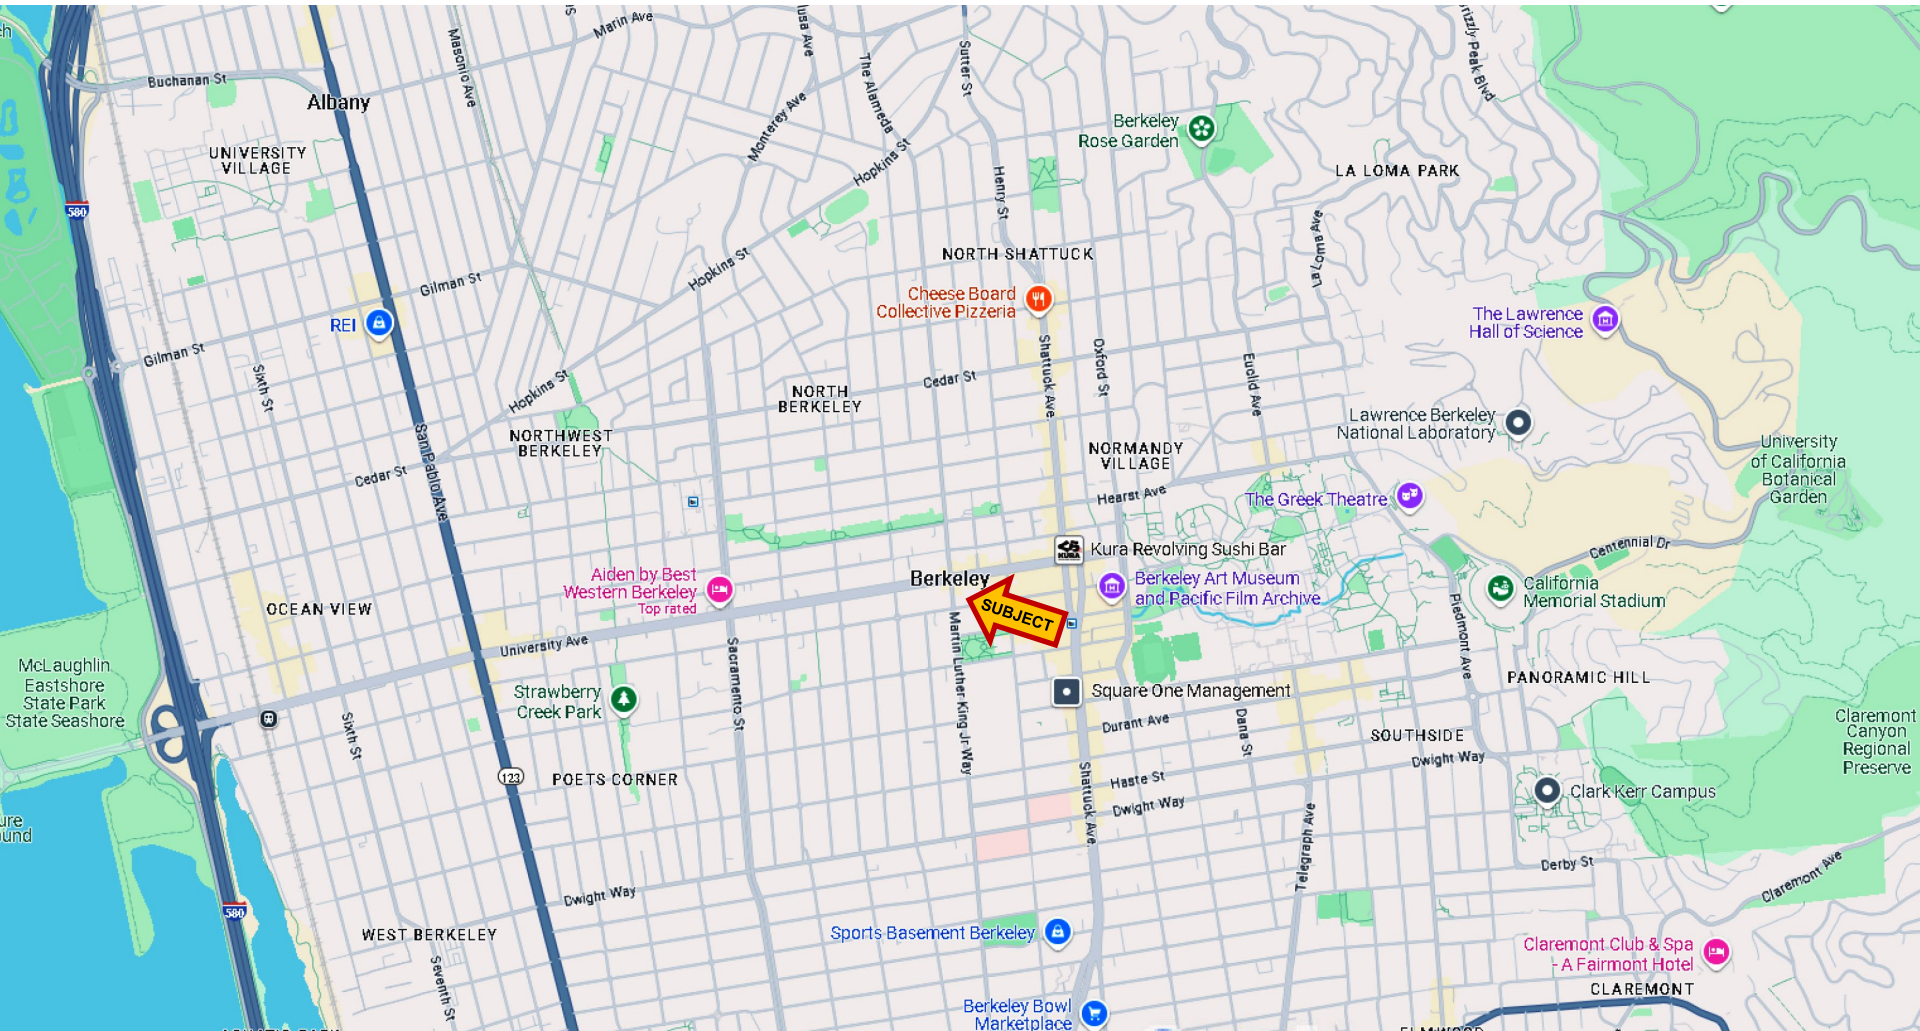 Marin Ave
Sutter St
Grizzly Peak Blvd
Masonic Ave
The Alameda
Buchanan St
Albany
Monterey Ave
Berkeley
Rose Garden
UNIVERSITY
VILLAGE
Hopkins St
Henry St
LA LOMA PARK
580
La Loma Ave
NORTH SHATTUCK
Hopkins St
Gilman St
Cheese Board
Collective Pizzeria
REI
The Lawrence
Hall of Science
Gilman St
Sixth St
Shattuck Ave
Oxford St
Euclid Ave
Hopkins St
Cedar St
NORTH
BERKELEY
Lawrence Berkeley
National Laboratory
NORTHWEST
BERKELEY
San Pablo Ave
NORMANDY
VILLAGE
University
of California
Botanical
Garden
Cedar St
Hearst Ave
The Greek Theatre
Kura Revolving Sushi Bar
KURA
Centennial Dr
Aiden by Best
Western Berkeley
Top rated
Berkeley
Berkeley Art Museum
and Pacific Film Archive
California
Memorial Stadium
SUBJECT
OCEAN VIEW
University Ave
Martin Luther King Jr Way
Piedmont Ave
McLaughlin
Eastshore
State Park
State Seashore
Sacramento St
Strawberry
Creek Park
Square One Management
PANORAMIC HILL
Sixth St
Durant Ave
Dana St
SOUTHSIDE
Claremont
Canyon
Regional
Preserve
Dwight Way
123
POETS CORNER
Haste St
Dwight Way
Shattuck Ave
Clark Kerr Campus
Telegraph Ave
Derby St
Claremont Ave
Dwight Way
580
WEST BERKELEY
Sports Basement Berkeley
Seventh St
Claremont Club & Spa
- A Fairmont Hotel
CLAREMONT
Berkeley Bowl
Marketplace